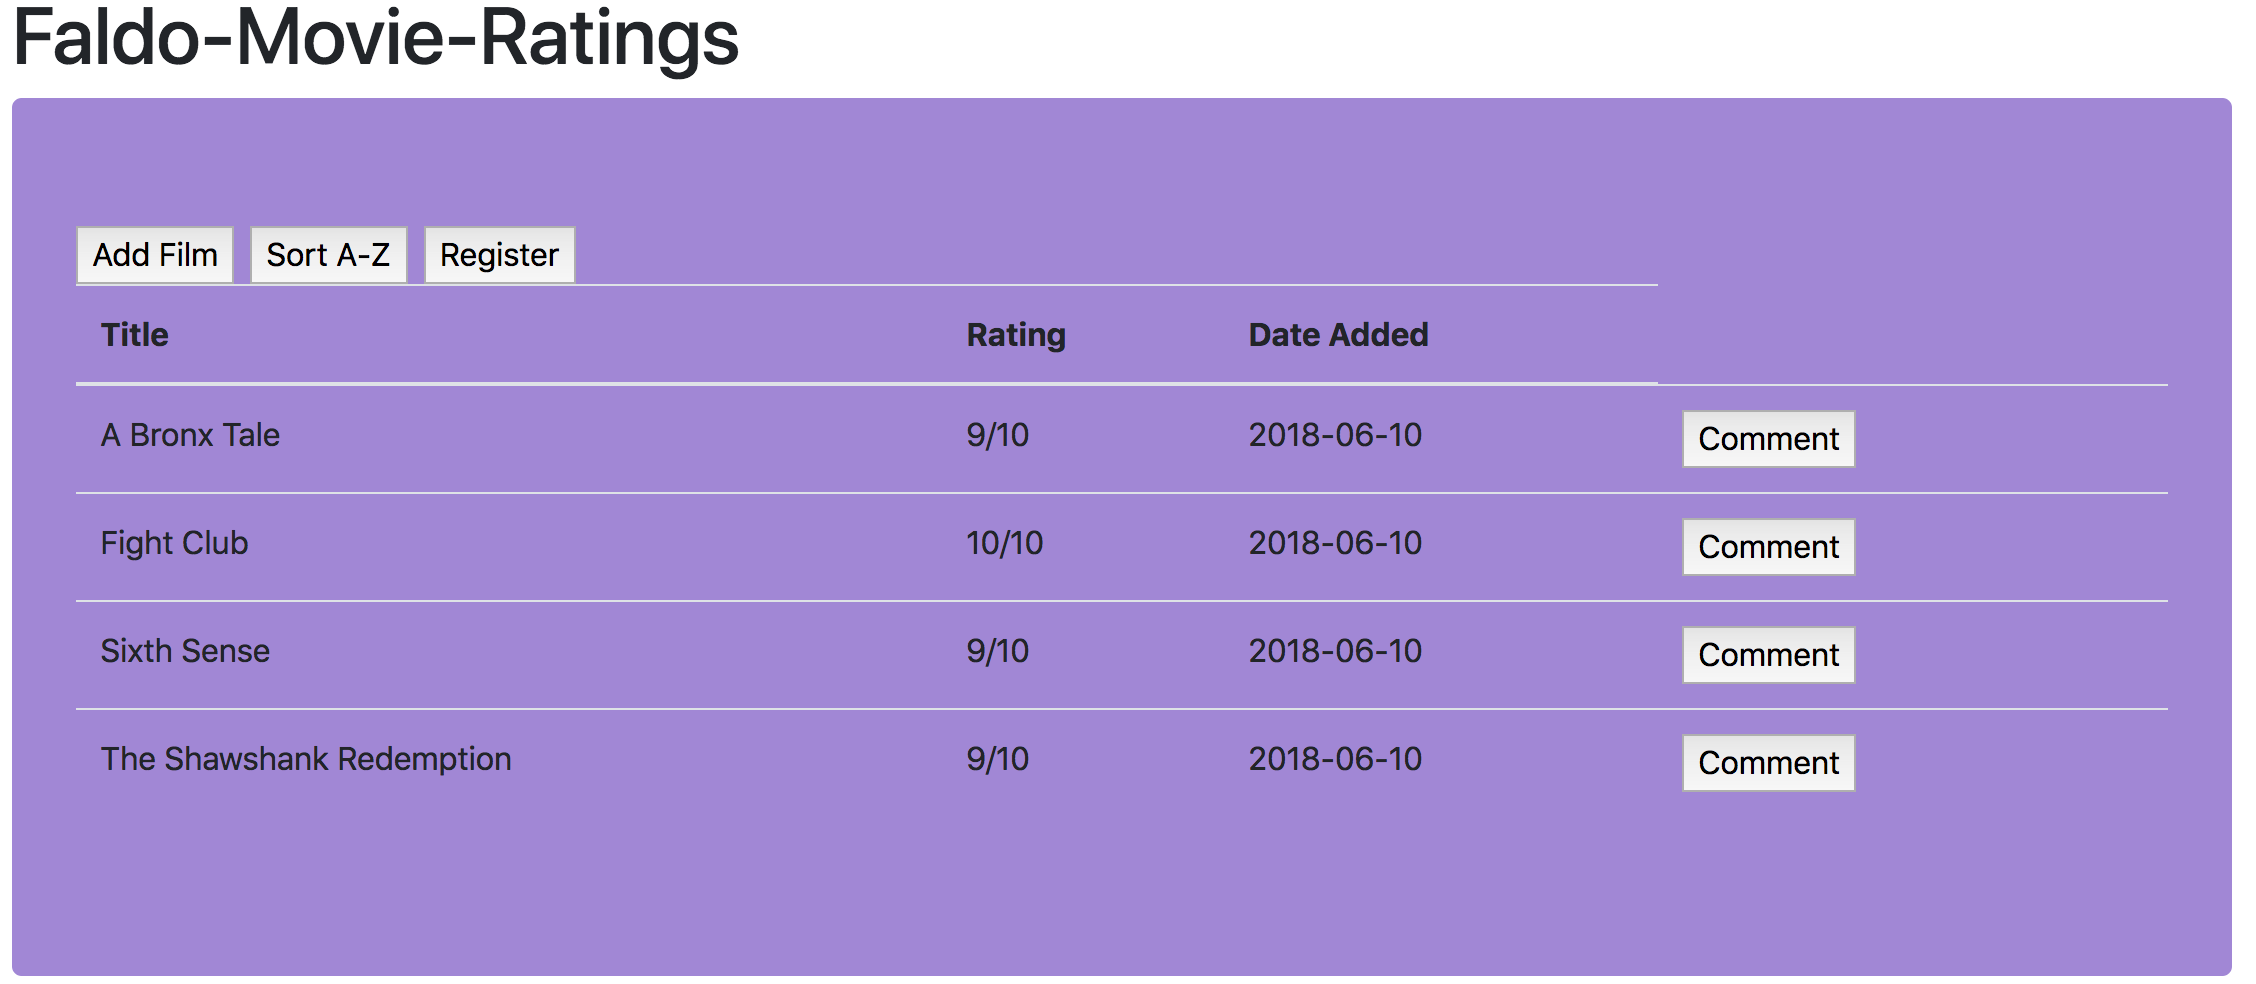 Faldo-Movie-Ratings
Add Film Sort A-Z Register
Title Rating Date Added
A Bronx Tale 9/10 2018-06-10 Comment
Fight Club 10/10 2018-06-10 Comment
Sixth Sense 9/10 2018-06-10 Comment
The Shawshank Redemption 9/10 2018-06-10 Comment